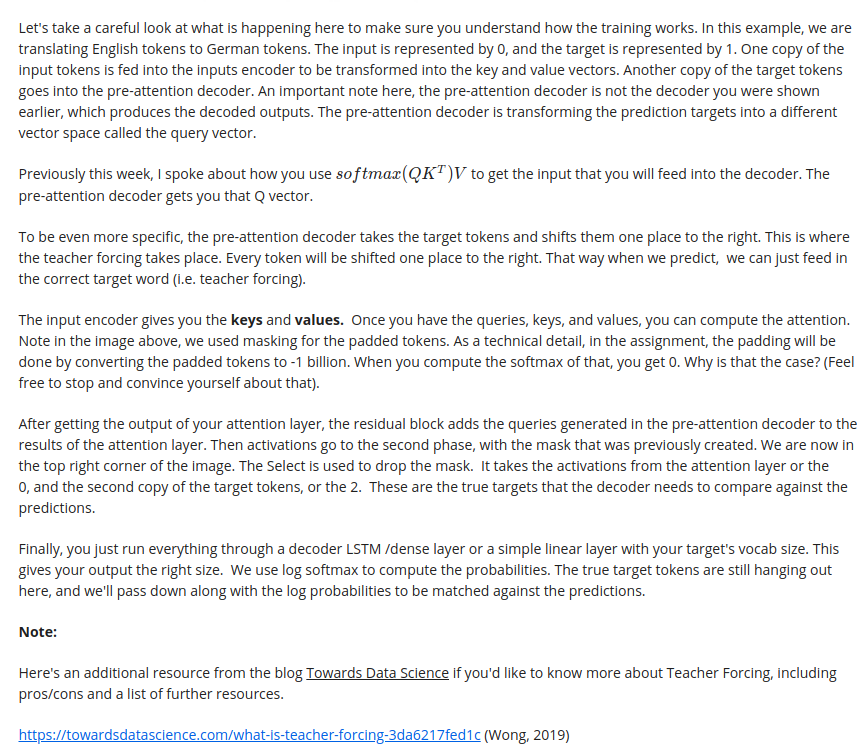 Let's take a careful look at what is happening here to make sure you understand how the training works. In this example, we are
translating English tokens to German tokens. The input is represented by 0, and the target is represented by 1. One copy of the
input tokens is fed into the inputs encoder to be transformed into the key and value vectors. Another copy of the target tokens
goes into the pre-attention decoder. An important note here, the pre-attention decoder is not the decoder you were shown
earlier, which produces the decoded outputs. The pre-attention decoder is transforming the prediction targets into a different
vector space called the query vector.
Previously this week, I spoke about how you use softmax(QK^T)V to get the input that you will feed into the decoder. The
pre-attention decoder gets you that Q vector.
To be even more specific, the pre-attention decoder takes the target tokens and shifts them one place to the right. This is where
the teacher forcing takes place. Every token will be shifted one place to the right. That way when we predict, we can just feed in
the correct target word (i.e. teacher forcing).
The input encoder gives you the keys and values. Once you have the queries, keys, and values, you can compute the attention.
Note in the image above, we used masking for the padded tokens. As a technical detail, in the assignment, the padding will be
done by converting the padded tokens to -1 billion. When you compute the softmax of that, you get 0. Why is that the case? (Feel
free to stop and convince yourself about that).
After getting the output of your attention layer, the residual block adds the queries generated in the pre-attention decoder to the
results of the attention layer. Then activations go to the second phase, with the mask that was previously created. We are now in
the top right corner of the image. The Select is used to drop the mask. It takes the activations from the attention layer or the
0, and the second copy of the target tokens, or the 2. These are the true targets that the decoder needs to compare against the
predictions.
Finally, you just run everything through a decoder LSTM /dense layer or a simple linear layer with your target's vocab size. This
gives your output the right size. We use log softmax to compute the probabilities. The true target tokens are still hanging out
here, and we'll pass down along with the log probabilities to be matched against the predictions.
Note:
Here's an additional resource from the blog Towards Data Science if you'd like to know more about Teacher Forcing, including
pros/cons and a list of further resources.
https://towardsdatascience.com/what-is-teacher-forcing-3da6217fed1c (Wong, 2019)